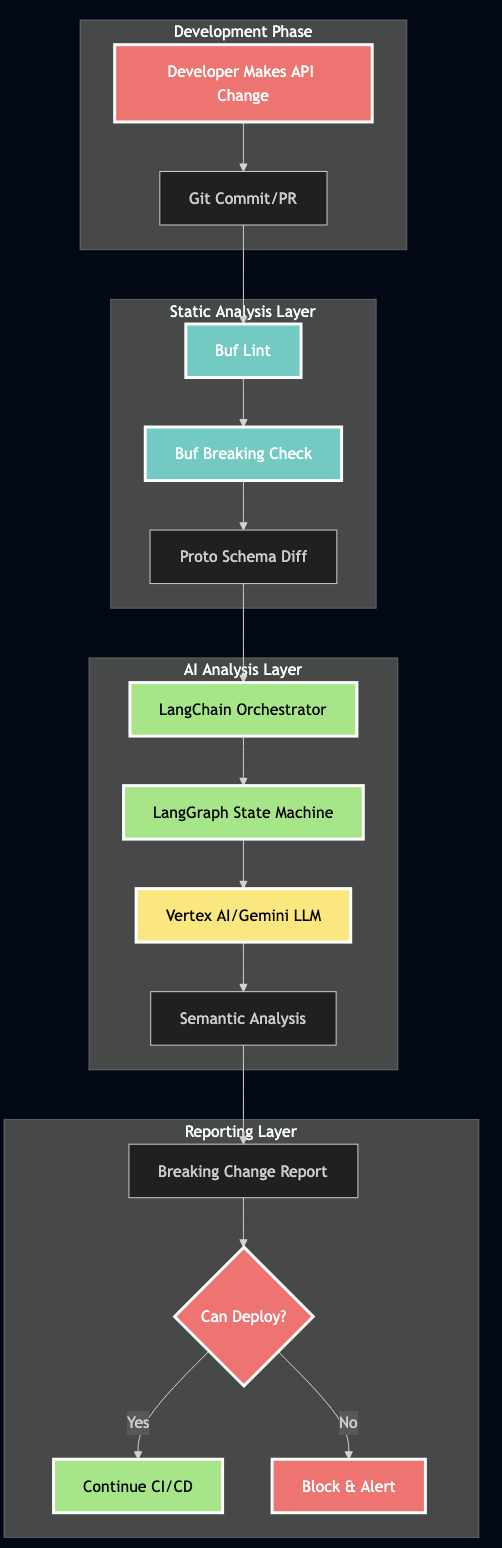 Development Phase
Developer Makes API
Change
Git Commit/PR
Static Analysis Layer
Buf Lint
Buf Breaking Check
Proto Schema Diff
AI Analysis Layer
LangChain Orchestrator
LangGraph State Machine
Vertex AI/Gemini LLM
Semantic Analysis
Reporting Layer
Breaking Change Report
Can Deploy?
Yes
No
Continue CI/CD
Block & Alert